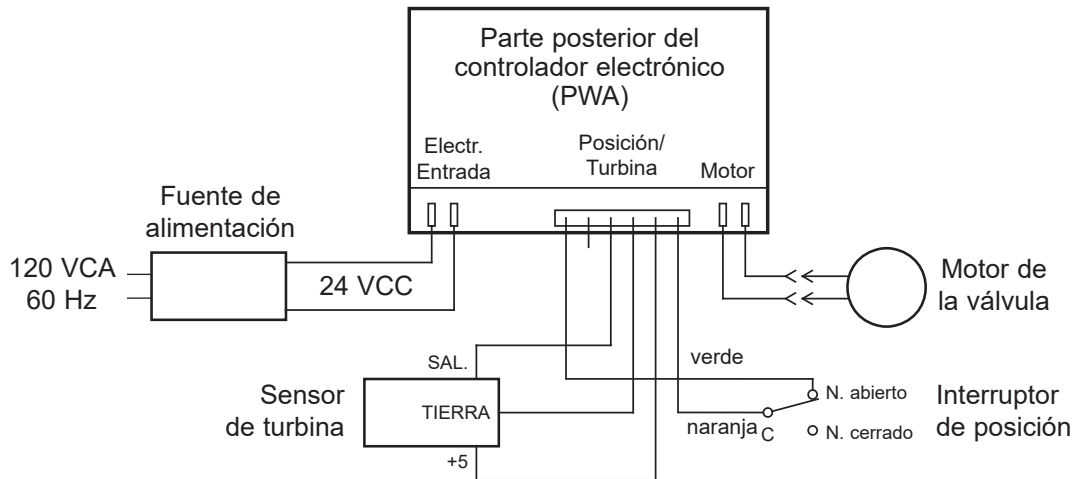 Parte posterior del
controlador electrónico
(PWA)
Electr.
Entrada
Posición/
Turbina
Motor
Fuente de
alimentación
120 VCA
60 Hz
24 VCC
Motor de
la válvula
SAL.
verde
Sensor
de turbina
TIERRA
+5
naranja
C
N. abierto
N. cerrado
Interruptor
de posición